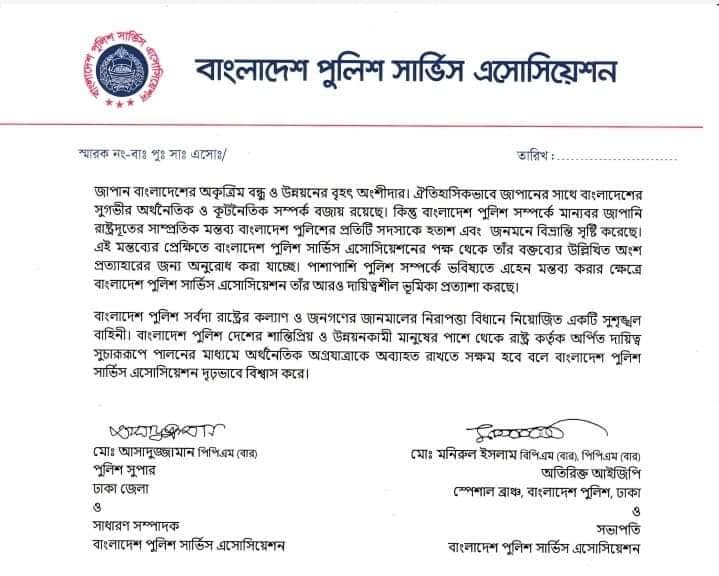 বাংলাদেশ পুলিশ সার্ভিস এসোসিয়েশন
বাংলাদেশ পুলিশ সার্ভিস এসোসিয়েশন
স্মারক নং-বাঃ পুঃ সাঃ এসোঃ/
তারিখ :..............................
জাপান বাংলাদেশের অকৃত্রিম বন্ধু ও উন্নয়নের বৃহৎ অংশীদার। ঐতিহাসিকভাবে জাপানের সাথে বাংলাদেশের
সুগভীর অর্থনৈতিক ও কূটনৈতিক সম্পর্ক বজায় রয়েছে। কিন্তু বাংলাদেশ পুলিশ সম্পর্কে মান্যবর জাপানি
রাষ্ট্রদূতের সাম্প্রতিক মন্তব্য বাংলাদেশ পুলিশের প্রতিটি সদস্যকে হতাশ এবং জনমনে বিভ্রান্তি সৃষ্টি করেছে।
এই মন্তব্যের প্রেক্ষিতে বাংলাদেশ পুলিশ সার্ভিস এসোসিয়েশনের পক্ষ থেকে তাঁর বক্তব্যের উল্লিখিত অংশ
প্রত্যাহারের জন্য অনুরোধ করা যাচ্ছে। পাশাপাশি পুলিশ সম্পর্কে ভবিষ্যতে এহেন মন্তব্য করার ক্ষেত্রে
বাংলাদেশ পুলিশ সার্ভিস এসোসিয়েশন তাঁর আরও দায়িত্বশীল ভূমিকা প্রত্যাশা করছে।
বাংলাদেশ পুলিশ সর্বদা রাষ্ট্রের কল্যাণ ও জনগণের জানমালের নিরাপত্তা বিধানে নিয়োজিত একটি সুশৃঙ্খল
বাহিনী। বাংলাদেশ পুলিশ দেশের শান্তিপ্রিয় ও উন্নয়নকামী মানুষের পাশে থেকে রাষ্ট্র কর্তৃক অর্পিত দায়িত্ব
সুচারুরূপে পালনের মাধ্যমে অর্থনৈতিক অগ্রযাত্রাকে অব্যাহত রাখতে সক্ষম হবে বলে বাংলাদেশ পুলিশ
সার্ভিস এসোসিয়েশন দৃঢ়ভাবে বিশ্বাস করে।
মোঃ আসাদুজ্জামান পিপিএম (বার)
পুলিশ সুপার
ঢাকা জেলা
ও
সাধারণ সম্পাদক
বাংলাদেশ পুলিশ সার্ভিস এসোসিয়েশন
মোঃ মনিরুল ইসলাম বিপিএম (বার), পিপিএম (বার)
অতিরিক্ত আইজিপি
স্পেশাল ব্রাঞ্চ, বাংলাদেশ পুলিশ, ঢাকা
ও
সভাপতি
বাংলাদেশ পুলিশ সার্ভিস এসোসিয়েশন